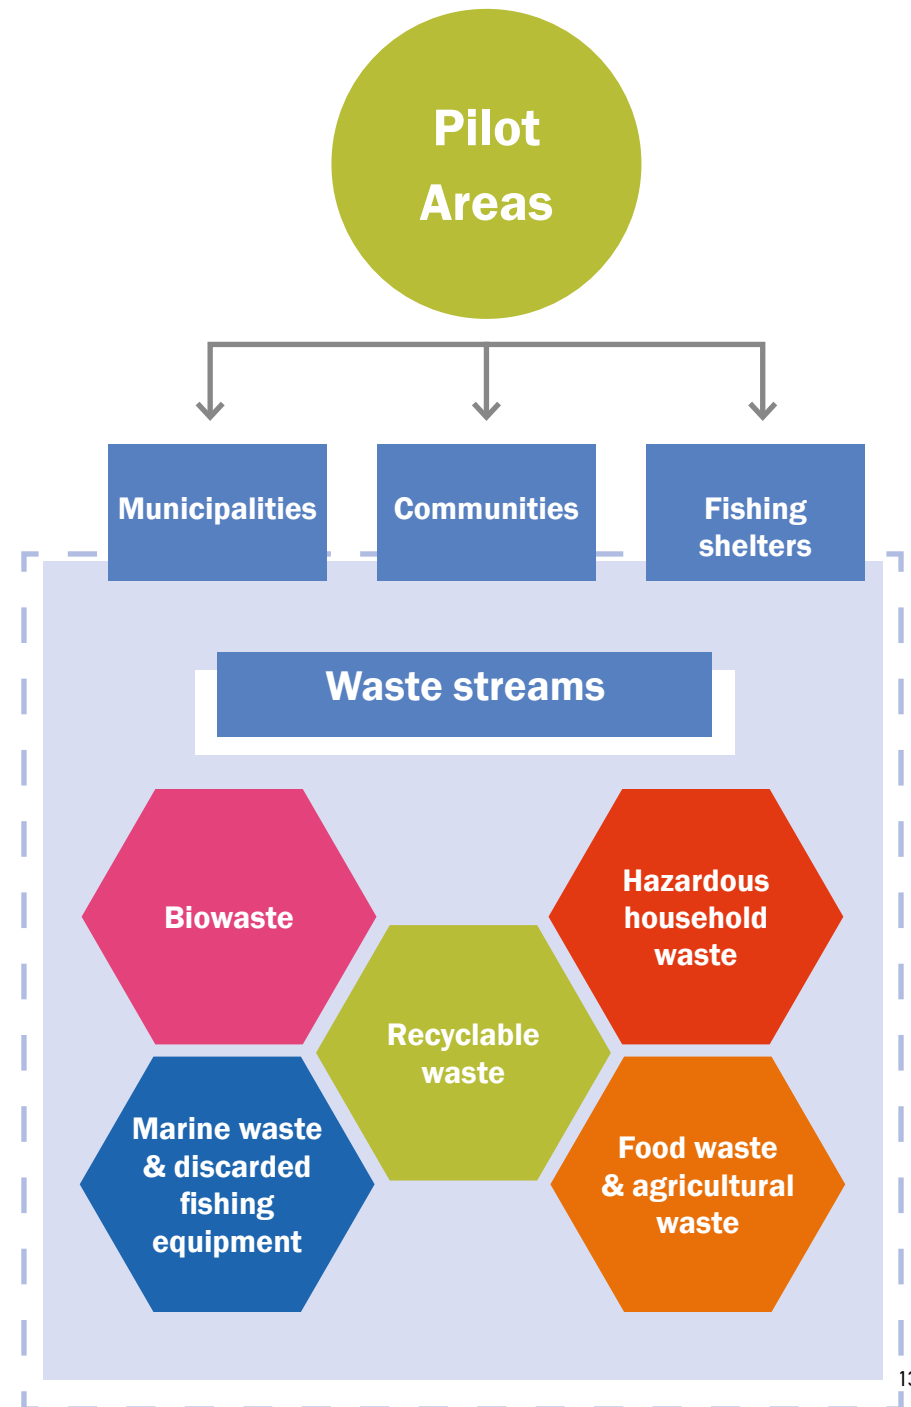 Pilot
Areas
Municipalities
Communities
Fishing
shelters
Waste streams
Biowaste
Hazardous
household
waste
Recyclable
waste
Marine waste
& discarded
fishing
equipment
Food waste
& agricultural
waste
13